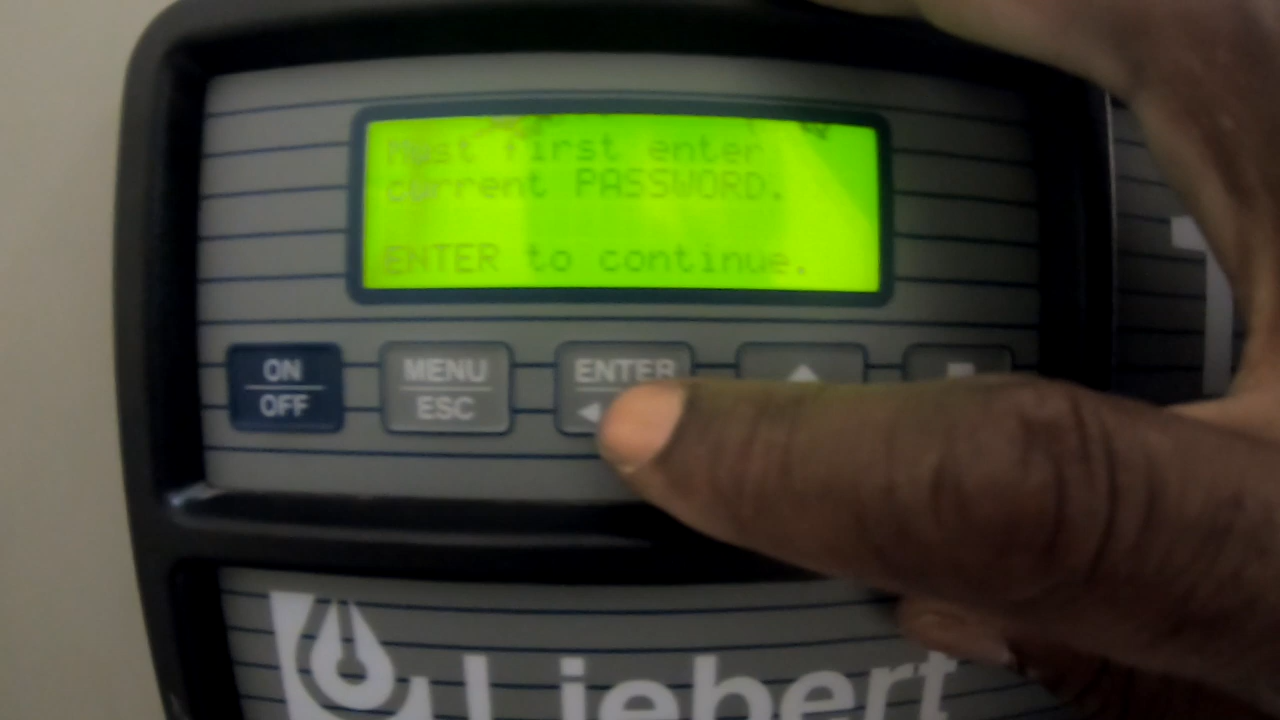 Must first enter
current PASSWORD.
ENTER to continue.
ON
OFF
MENU
ESC
ENTER
Liebert